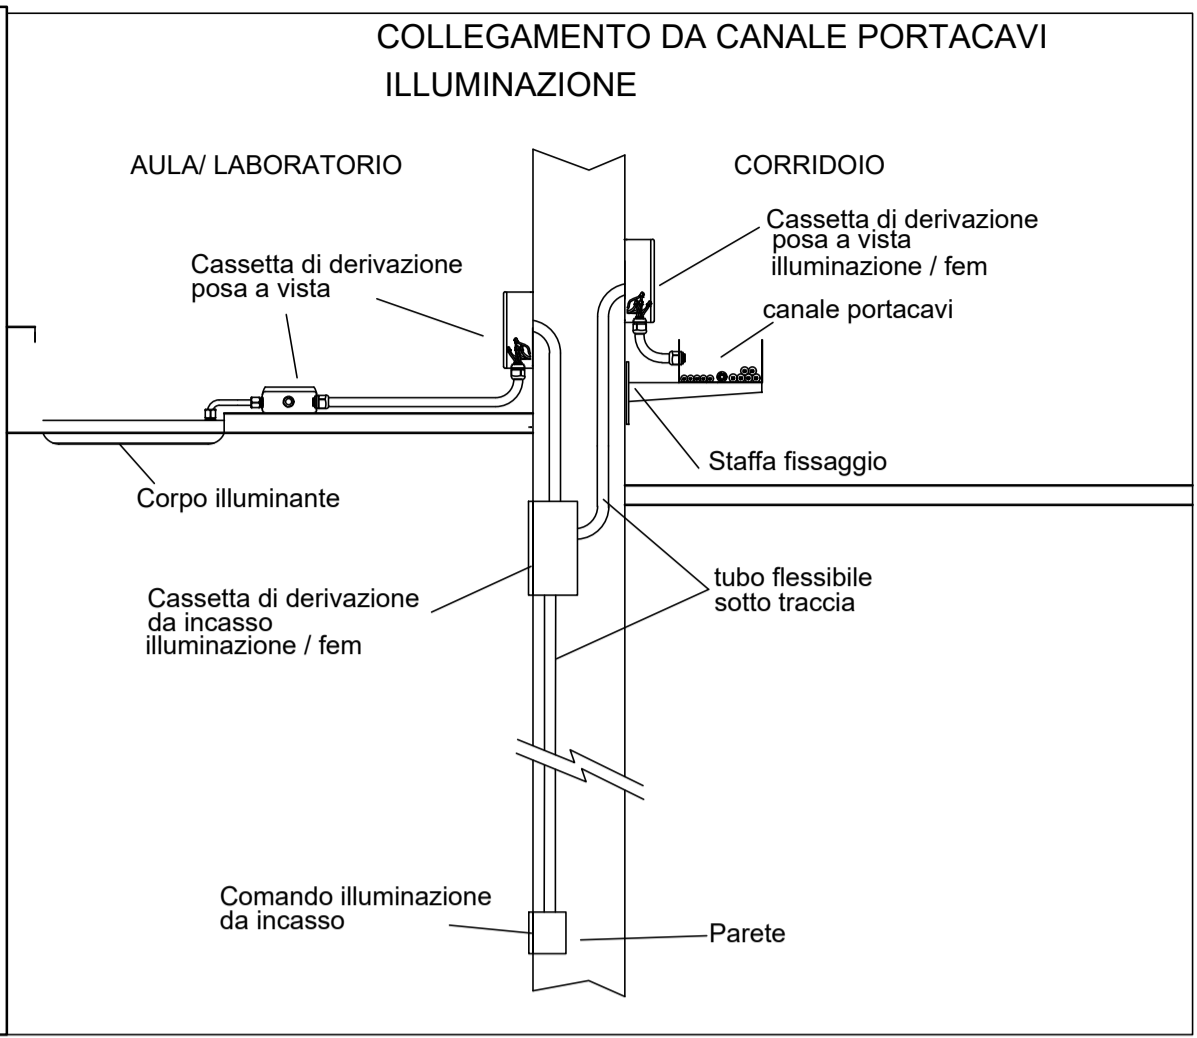 COLLEGAMENTO DA CANALE PORTACAVI
ILLUMINAZIONE
AULA/ LABORATORIO
CORRIDOIO
Cassetta di derivazione
posa a vista
illuminazione / fem
Cassetta di derivazione
posa a vista
canale portacavi
Staffa fissaggio
Corpo illuminante
tubo flessibile
sotto traccia
Cassetta di derivazione
da incasso
illuminazione / fem
Comando illuminazione
da incasso
Parete